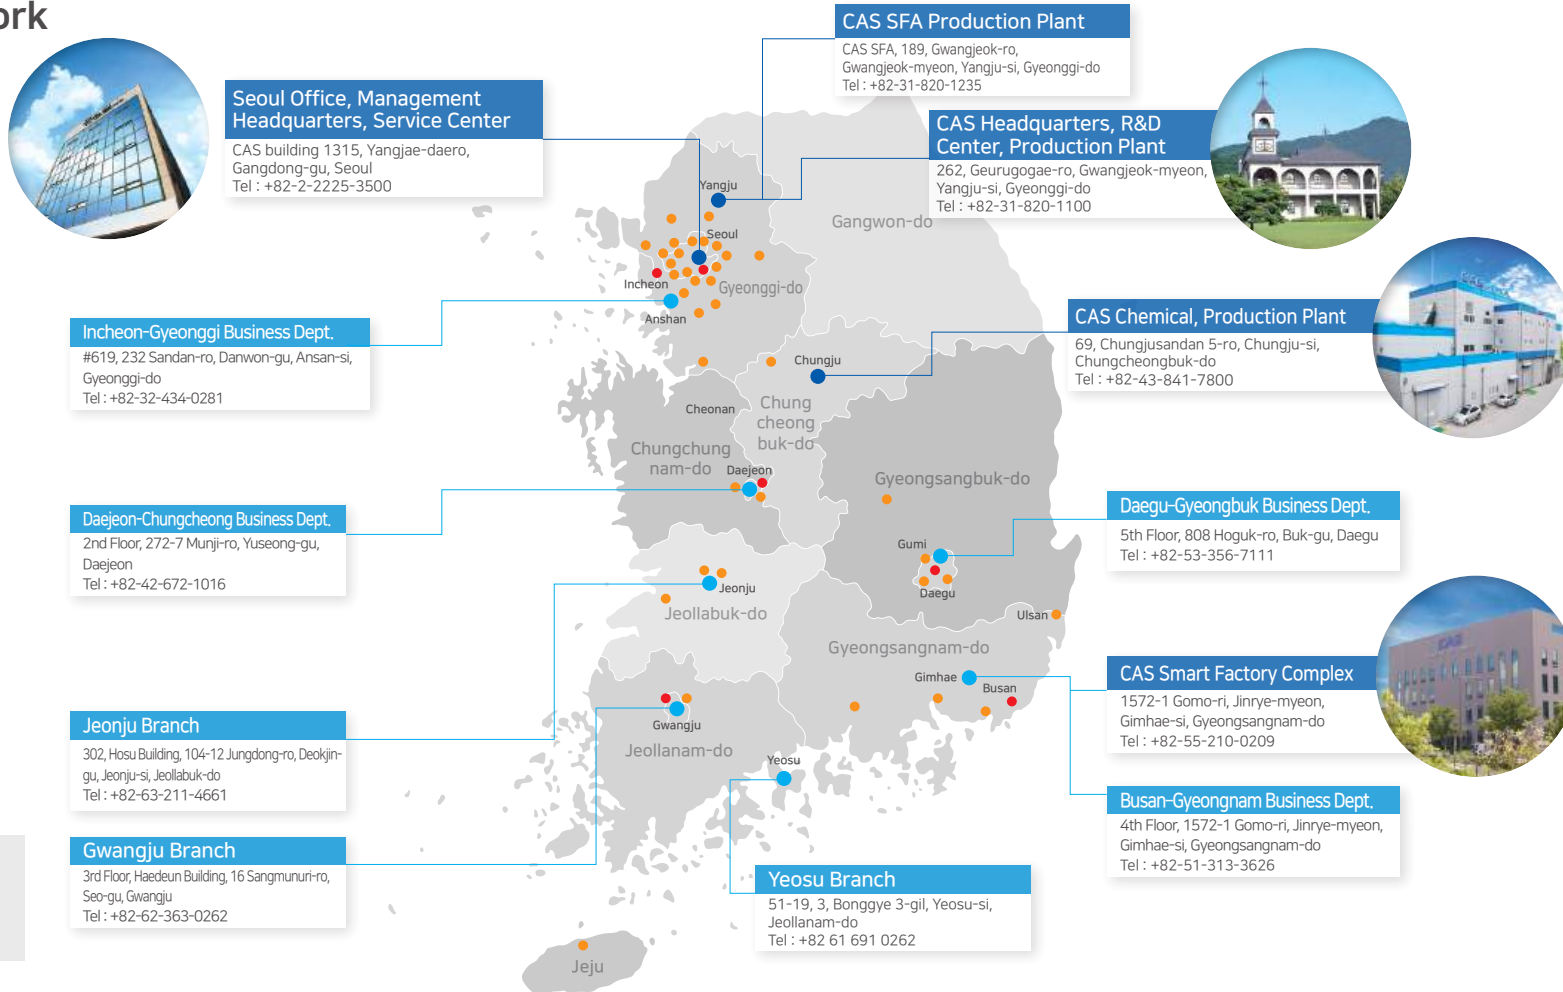 ork
CAS SFA Production Plant
CAS SFA, 189, Gwangjeok-ro,
Gwangjeok-myeon, Yangju-si, Gyeonggi-do
Tel : +82-31-820-1235
Seoul Office, Management
Headquarters, Service Center
CAS building 1315, Yangjae-daero,
Gangdong-gu, Seoul
Tel : +82-2-2225-3500
CAS Headquarters, R&D
Center, Production Plant
262, Geurugogae-ro, Gwangjeok-myeon,
Yangju-si, Gyeonggi-do
Tel : +82-31-820-1100
Yangju
Gangwon-do
Seoul
Incheon
Gyeonggi-do
Anshan
Incheon-Gyeonggi Business Dept.
#619, 232 Sandan-ro, Danwon-gu, Ansan-si,
Gyeonggi-do
Tel : +82-32-434-0281
CAS Chemical, Production Plant
69, Chungjusandan 5-ro, Chungju-si,
Chungcheongbuk-do
Tel : +82-43-841-7800
Chungju
Cheonan
Chung
cheong
buk-do
Chungchung
nam-do
Daejeon
Gyeongsangbuk-do
Daejeon-Chungcheong Business Dept.
2nd Floor, 272-7 Munji-ro, Yuseong-gu,
Daejeon
Tel : +82-42-672-1016
Daegu-Gyeongbuk Business Dept.
5th Floor, 808 Hoguk-ro, Buk-gu, Daegu
Tel : +82-53-356-7111
Gumi
Daegu
Jeonju
Jeollabuk-do
Ulsan
Gyeongsangnam-do
Gimhae
Busan
CAS
CAS Smart Factory Complex
1572-1 Gomo-ri, Jinrye-myeon,
Gimhae-si, Gyeongsangnam-do
Tel : +82-55-210-0209
Jeonju Branch
302, Hosu Building, 104-12 Jungdong-ro, Deokjin-
gu, Jeonju-si, Jeollabuk-do
Tel : +82-63-211-4661
Gwangju
Jeollanam-do
Yeosu
Busan-Gyeongnam Business Dept.
4th Floor, 1572-1 Gomo-ri, Jinrye-myeon,
Gimhae-si, Gyeongsangnam-do
Tel : +82-51-313-3626
Gwangju Branch
3rd Floor, Haedeun Building, 16 Sangmunuri-ro,
Seo-gu, Gwangju
Tel : +82-62-363-0262
Yeosu Branch
51-19, 3, Bonggye 3-gil, Yeosu-si,
Jeollanam-do
Tel : +82 61 691 0262
Jeju